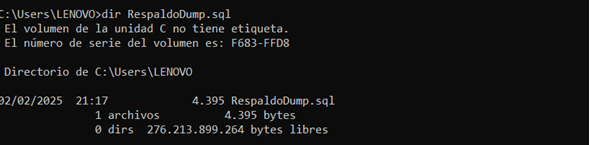 C:\Users\LENOVO>dir RespaldoDump.sql
El volumen de la unidad C no tiene etiqueta.
El número de serie del volumen es: F683-FFD8
Directorio de C:\Users\LENOVO
02/02/2025  21:17             4.395 RespaldoDump.sql
1 archivos          4.395 bytes
0 dirs  276.213.899.264 bytes libres